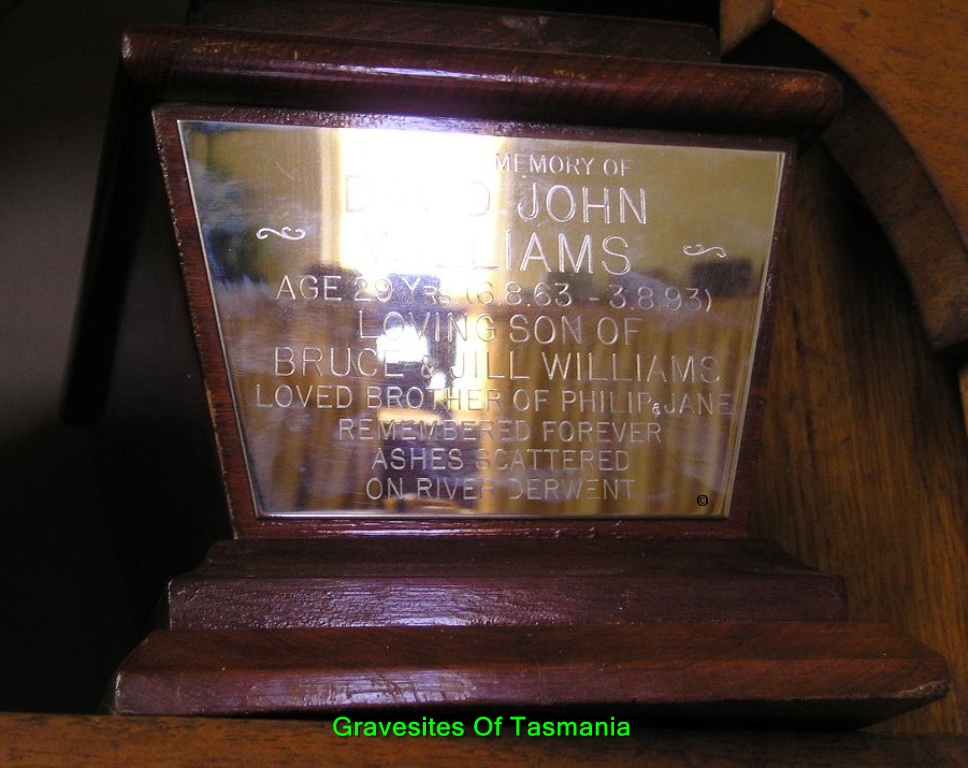 MEMORY OF
DAVID JOHN
WILLIAMS
AGE 29 YRS (6.8.63 - 3.8.93)
LOVING SON OF
BRUCE & JILL WILLIAMS
LOVED BROTHER OF PHILIP & JANE
REMEMBERED FOREVER
ASHES SCATTERED
ON RIVER DERWENT
Gravesites Of Tasmania